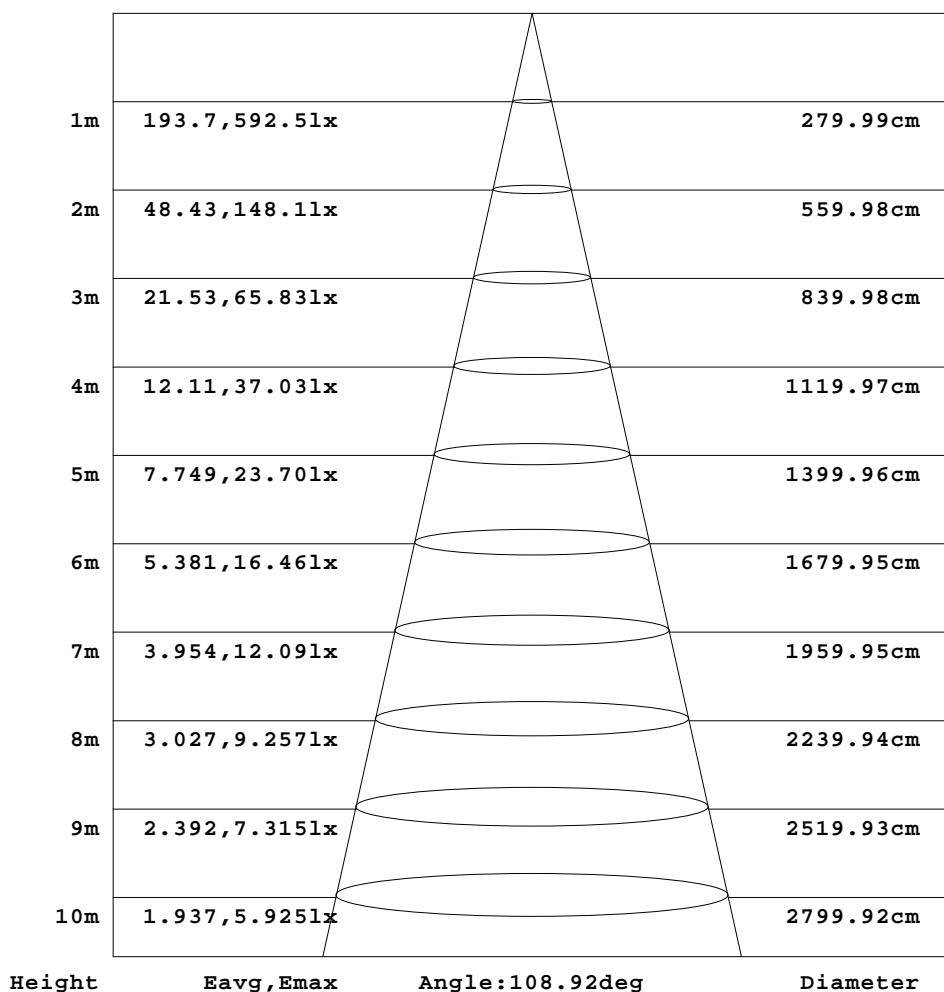 1m 193.7,592.5lx 279.99cm
2m 48.43,148.1lx 559.98cm
3m 21.53,65.83lx 839.98cm
4m 12.11,37.03lx 1119.97cm
5m 7.749,23.70lx 1399.96cm
6m 5.381,16.46lx 1679.95cm
7m 3.954,12.09lx 1959.95cm
8m 3.027,9.257lx 2239.94cm
9m 2.392,7.315lx 2519.93cm
10m 1.937,5.925lx 2799.92cm
Height Eavg,Emax Angle:108.92deg Diameter